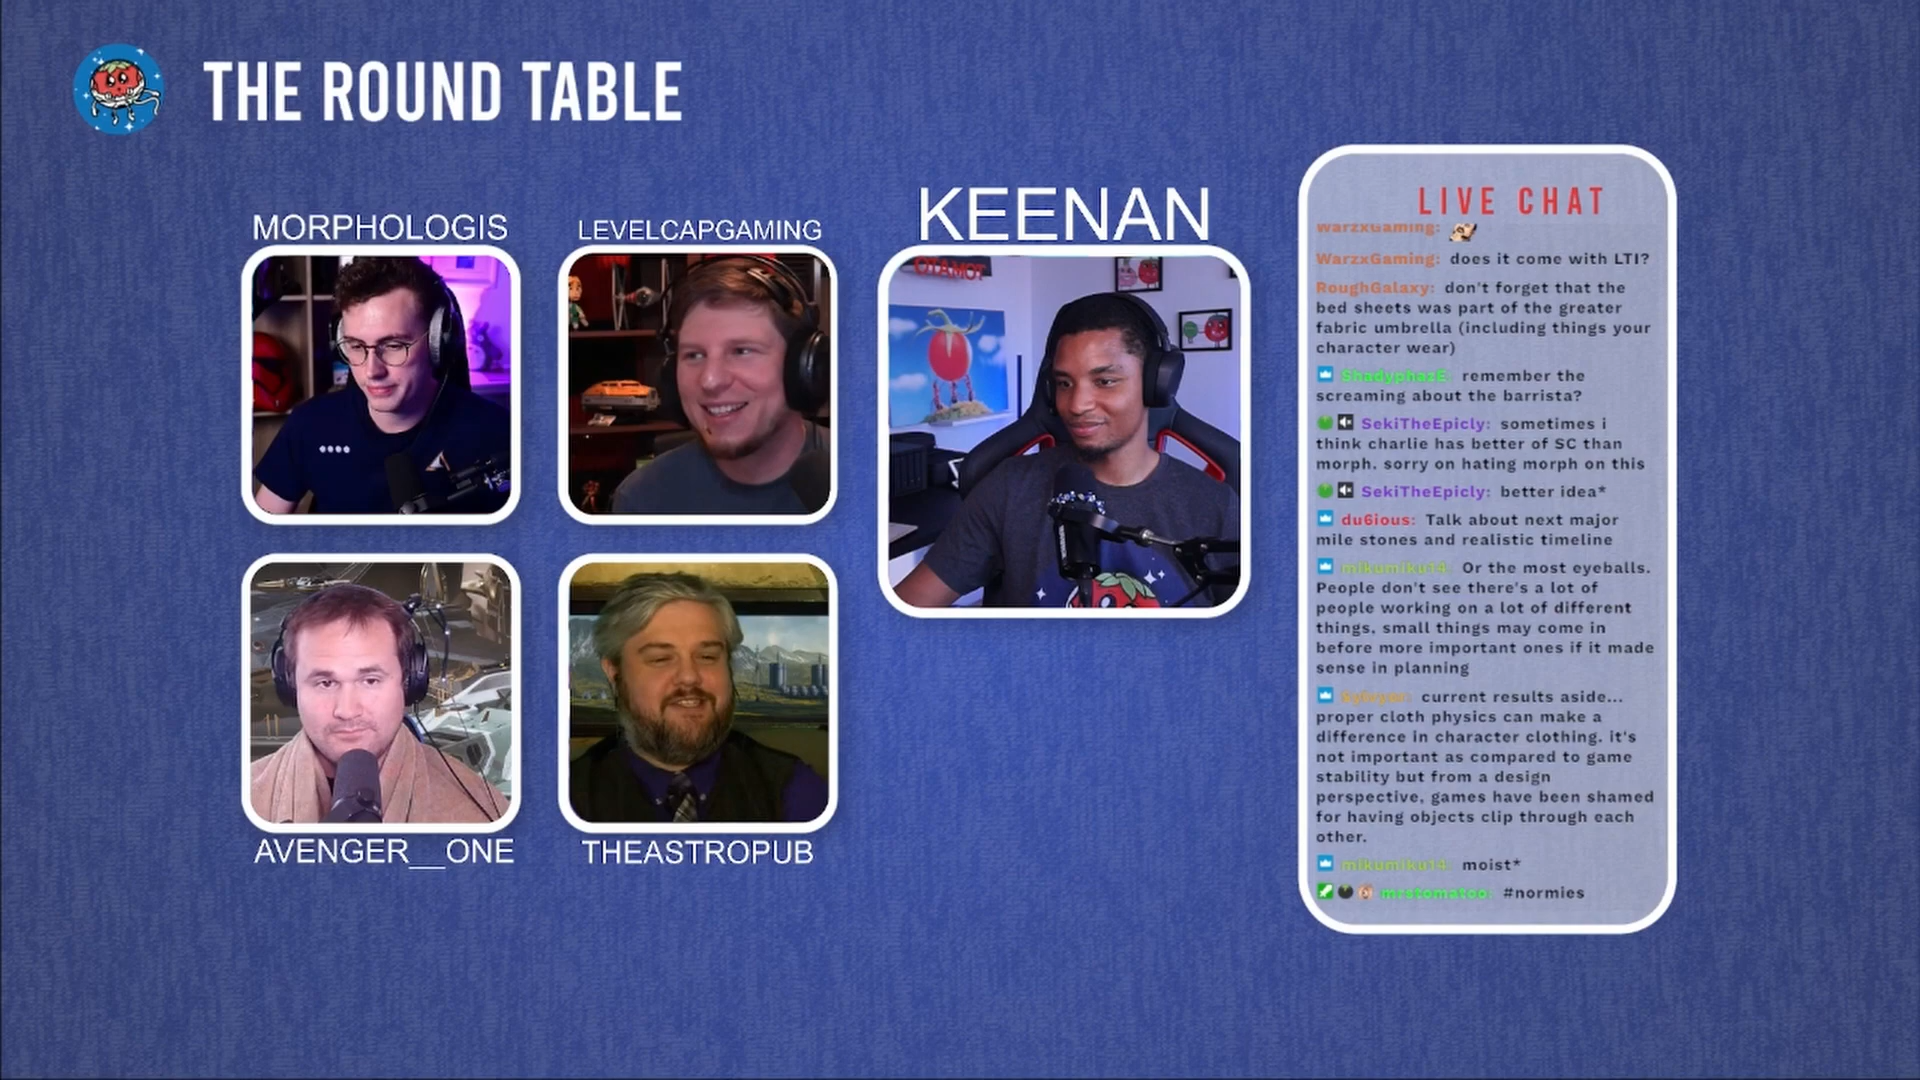 THE ROUND TABLE
MORPHOLOGIS
LEVELCAPGAMING
KEENAN
AVENGER__ONE
THEASTROPUB
LIVE CHAT
WarzxGaming:
WarzxGaming: does it come with LTI?
RoughGalaxy: don't forget that the
bed sheets was part of the greater
fabric umbrella (including things your
character wear)
ShadyphazE: remember the
screaming about the barrista?
SekiTheEpicly: sometimes i
think charlie has better of SC than
morph. sorry on hating morph on this
SekiTheEpicly: better idea*
du6ious: Talk about next major
mile stones and realistic timeline
mikumiku14: Or the most eyeballs.
People don't see there's a lot of
people working on a lot of different
things, small things may come in
before more important ones if it made
sense in planning
current results aside...
proper cloth physics can make a
difference in character clothing. it's
not important as compared to game
stability but from a design
perspective, games have been shamed
for having objects clip through each
other.
mikumiku14: moist*
mrstomatoo: #normies